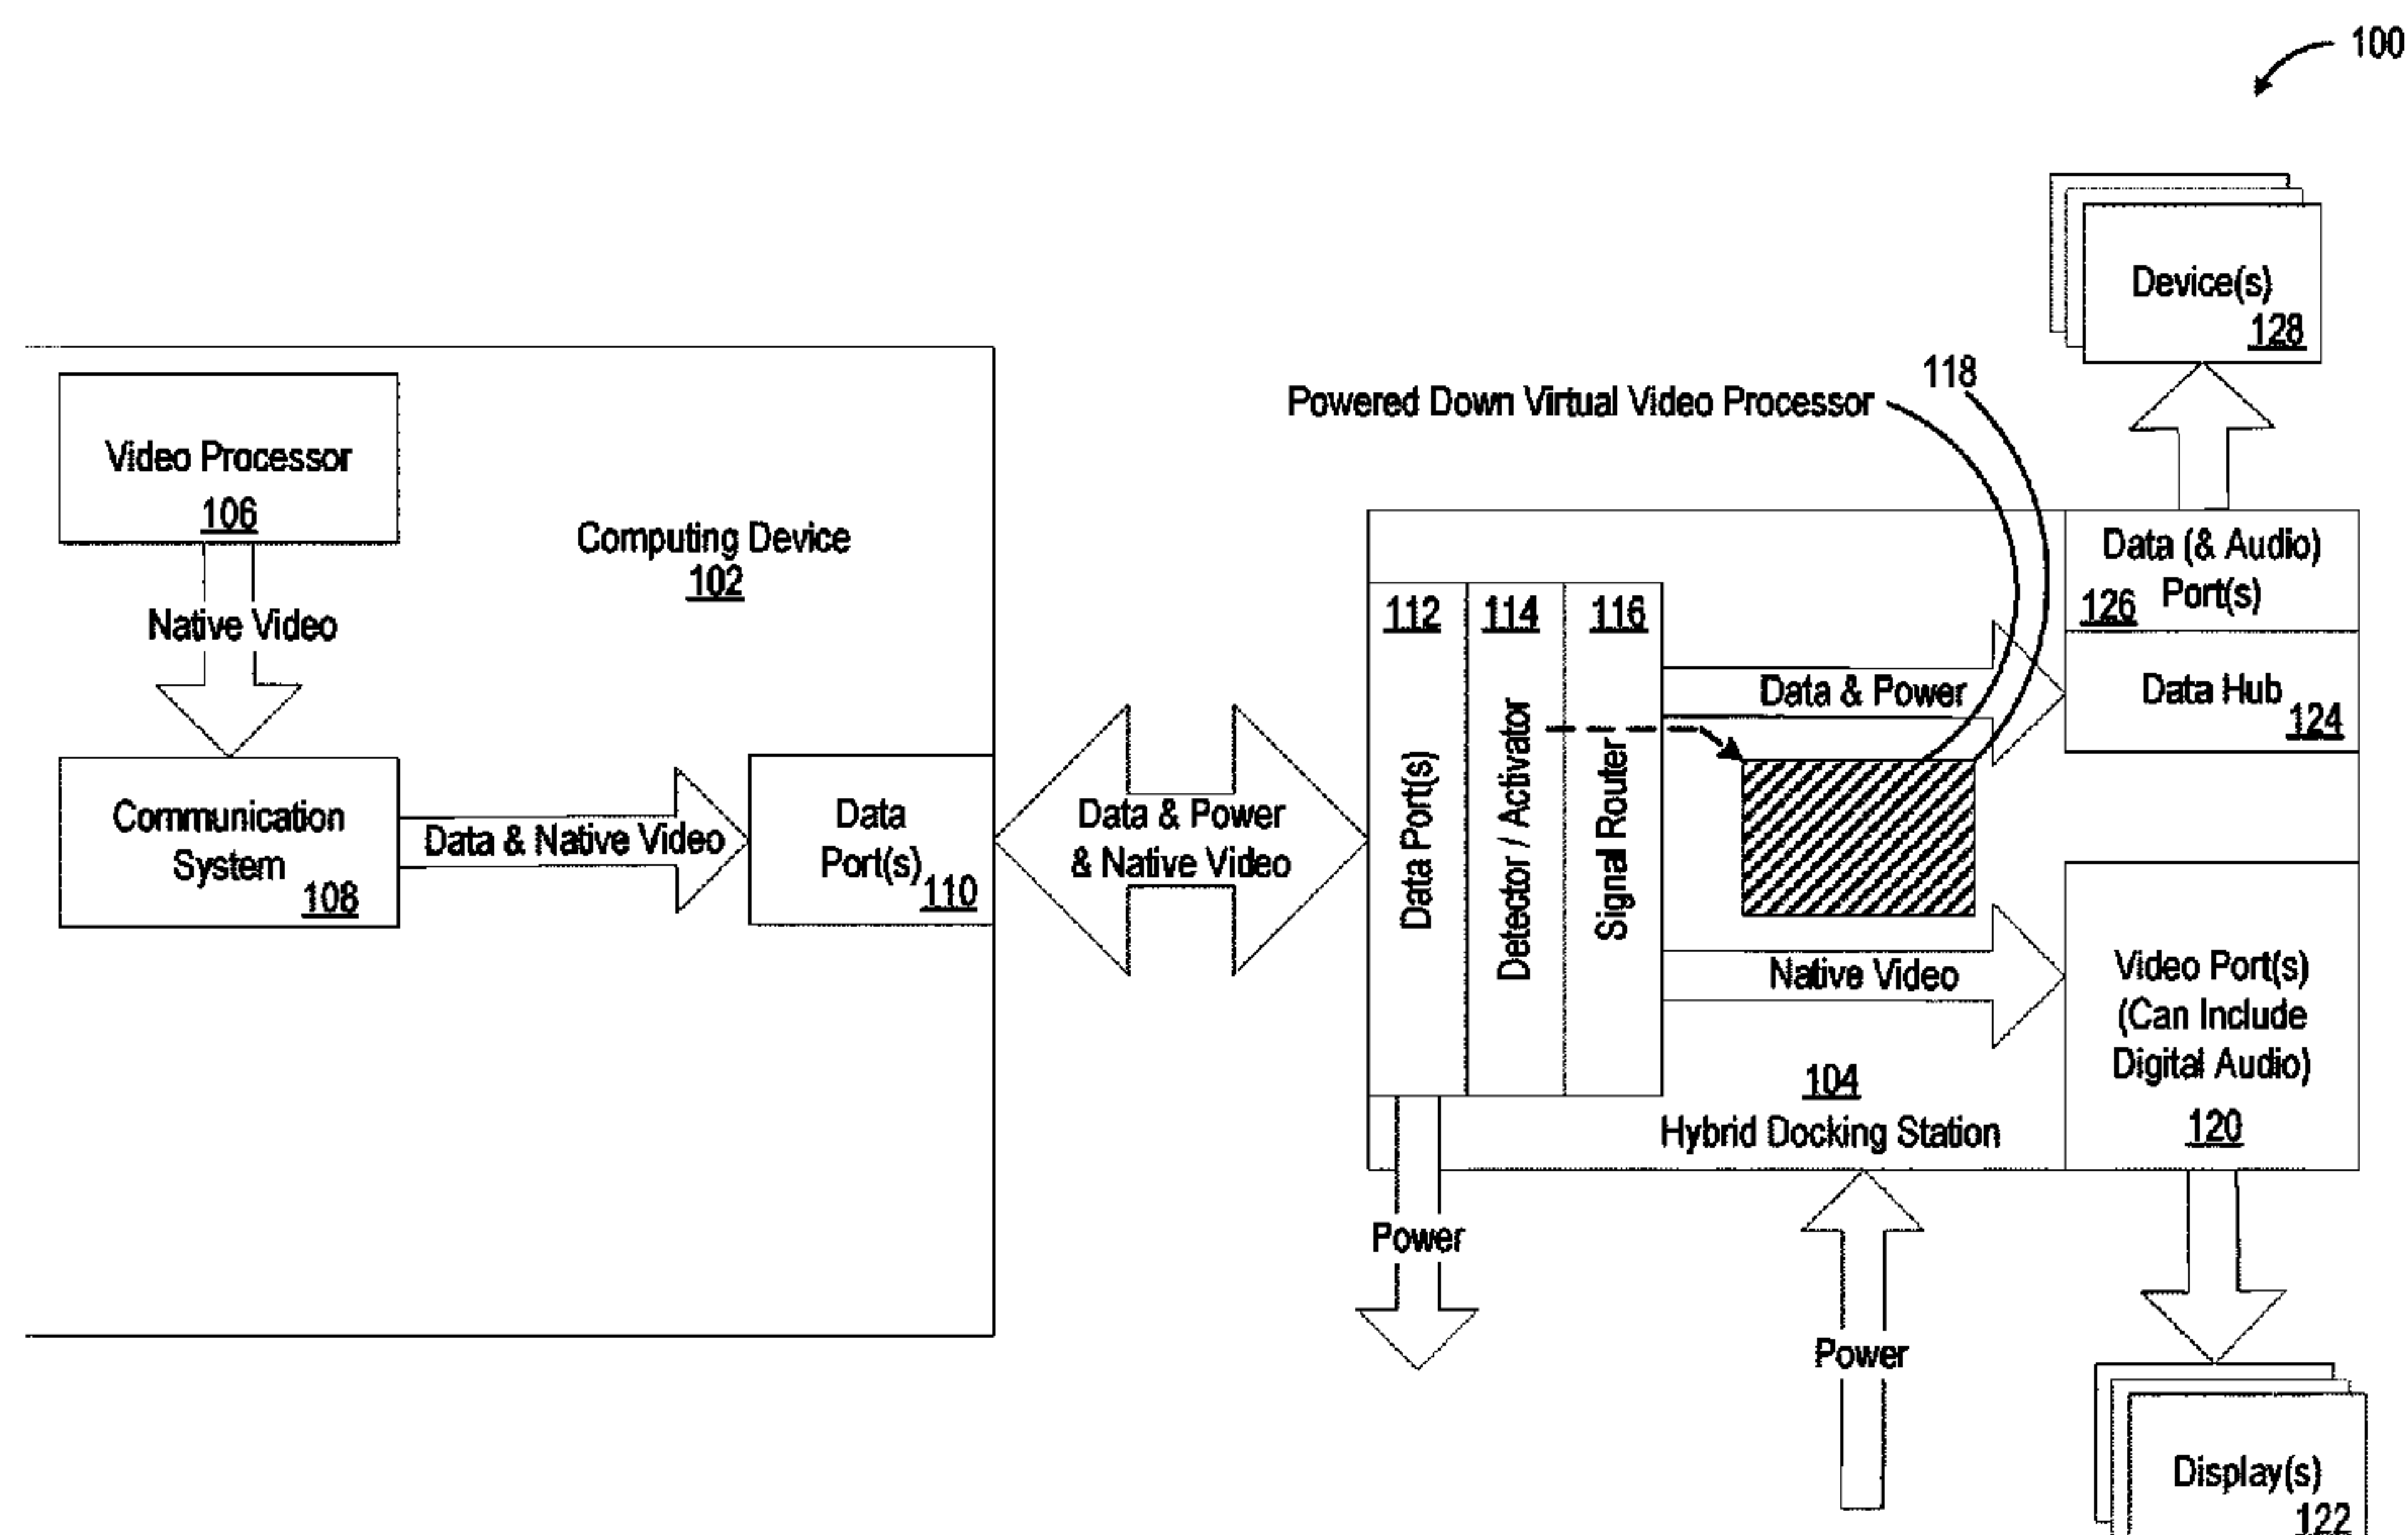 100
Device(s)
128
Powered Down Virtual Video Processor
118
Video Processor
106
Computing Device
102
Native Video
Communication
System
108
Data & Native Video
Data
Port(s)
110
Data & Power
& Native Video
112
Data Port(s)
114
Detector / Activator
116
Signal Router
Data & Power
Data (& Audio)
Port(s)
126
Data Hub
124
Native Video
Video Port(s)
(Can Include
Digital Audio)
120
104
Hybrid Docking Station
Power
Power
Display(s)
122